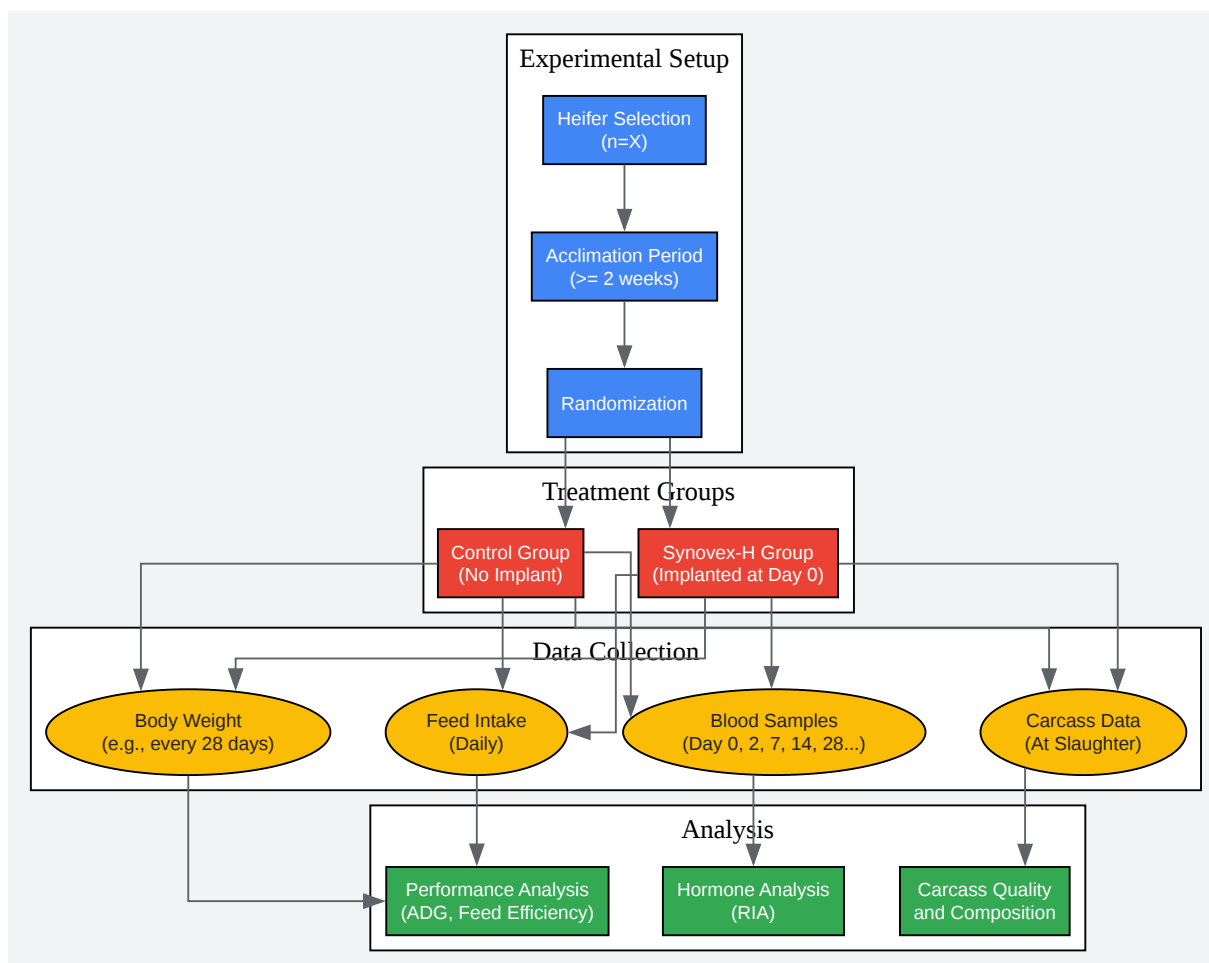 Experimental Setup
Heifer Selection
(n=X)
Acclimation Period
(>= 2 weeks)
Randomization
Treatment Groups
Control Group
(No Implant)
Synovex-H Group
(Implanted at Day 0)
Data Collection
Body Weight
(e.g., every 28 days)
Feed Intake
(Daily)
Blood Samples
(Day 0, 2, 7, 14, 28...)
Carcass Data
(At Slaughter)
Analysis
Performance Analysis
(ADG, Feed Efficiency)
Hormone Analysis
(RIA)
Carcass Quality
and Composition